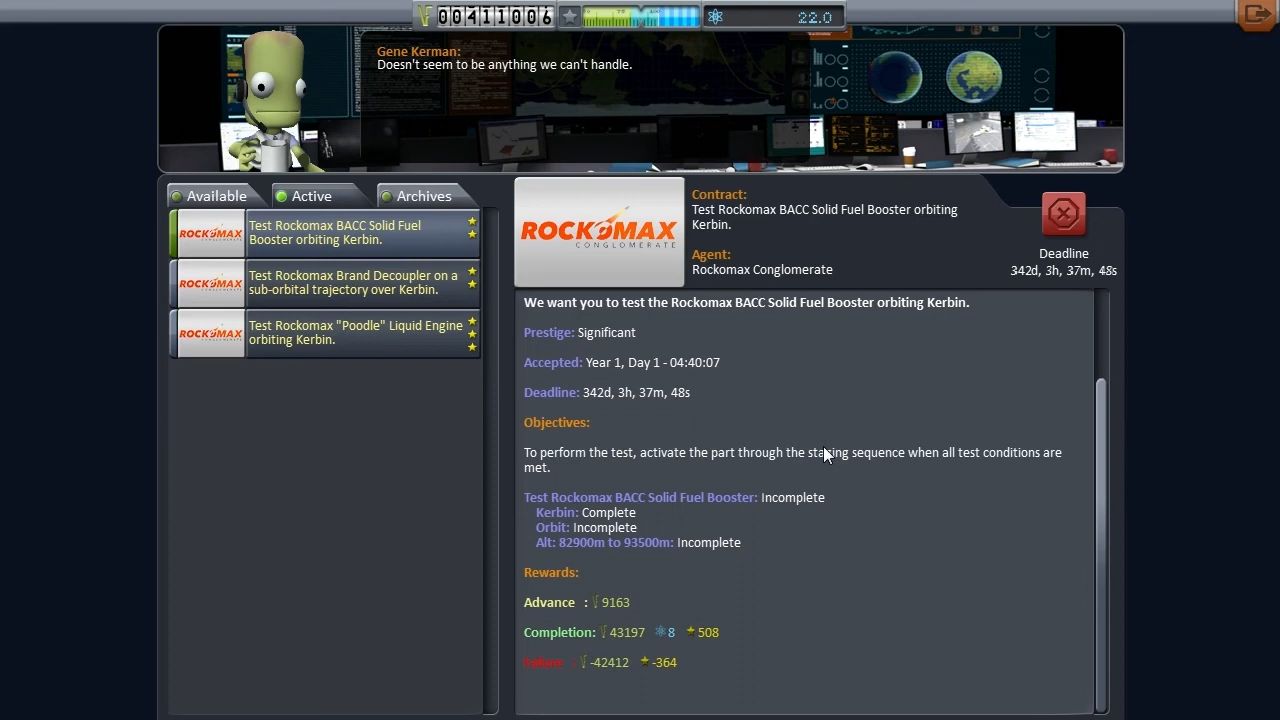 00411006
22.0
Gene Kerman:
Doesn't seem to be anything we can't handle.
Available
Active
Archives
ROCKOMAX
Test Rockomax BACC Solid Fuel
Booster orbiting Kerbin.
ROCKOMAX
Test Rockomax Brand Decoupler on a
sub-orbital trajectory over Kerbin.
ROCKOMAX
Test Rockomax "Poodle" Liquid Engine
orbiting Kerbin.
ROCKOMAX
CONGLOMERATE
Contract:
Test Rockomax BACC Solid Fuel Booster orbiting
Kerbin.
Agent:
Rockomax Conglomerate
Deadline
342d, 3h, 37m, 48s
We want you to test the Rockomax BACC Solid Fuel Booster orbiting Kerbin.
Prestige: Significant
Accepted: Year 1, Day 1 - 04:40:07
Deadline: 342d, 3h, 37m, 48s
Objectives:
To perform the test, activate the part through the staging sequence when all test conditions are
met.
Test Rockomax BACC Solid Fuel Booster: Incomplete
Kerbin: Complete
Orbit: Incomplete
Alt: 82900m to 93500m: Incomplete
Rewards:
Advance : 9163
Completion: 43197 8 508
Failure : -42412 -364